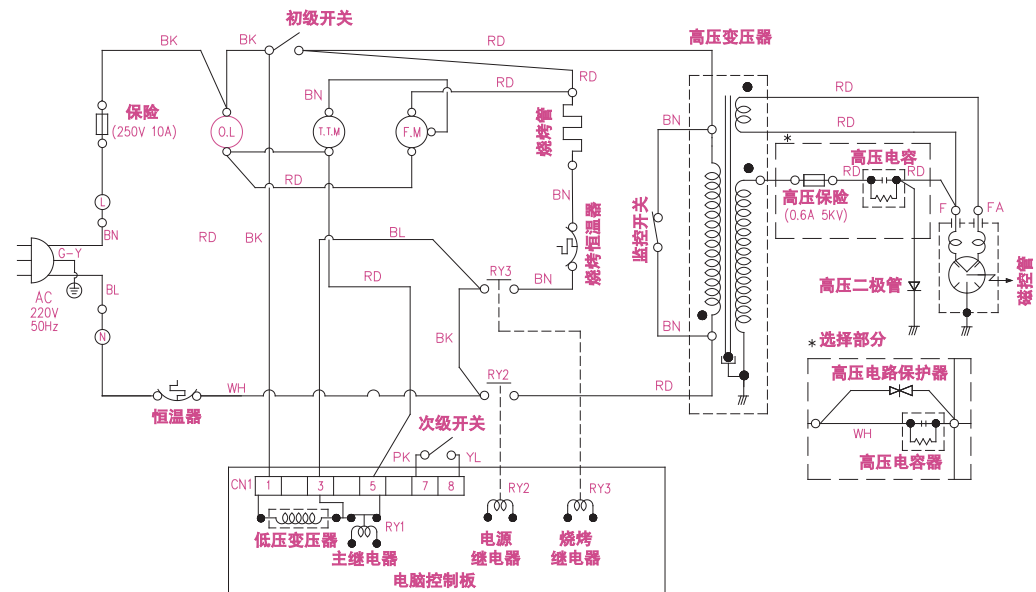 初级开关
高压变压器
BK
BK
RD
RD
RD
BN
RD
保险
(250V 10A)
O.L
T.T.M
F.M
烧烤管
BN
RD
*
高压电容
RD
RD
RD
高压保险
(0.6A 5KV)
F
FA
L
BN
BN
烧烤恒温器
监控开关
RD
BK
BL
G-Y
AC
220V
50Hz
BL
RD
RY3
BN
高压二极管
磁控管
N
BK
BN
*选择部分
RY2
WH
RD
恒温器
高压电路保护器
WH
高压电容器
次级开关
PK
YL
CN1
1
3
5
7
8
RY1
RY2
RY3
低压变压器
主继电器
电源
继电器
烧烤
继电器
电脑控制板